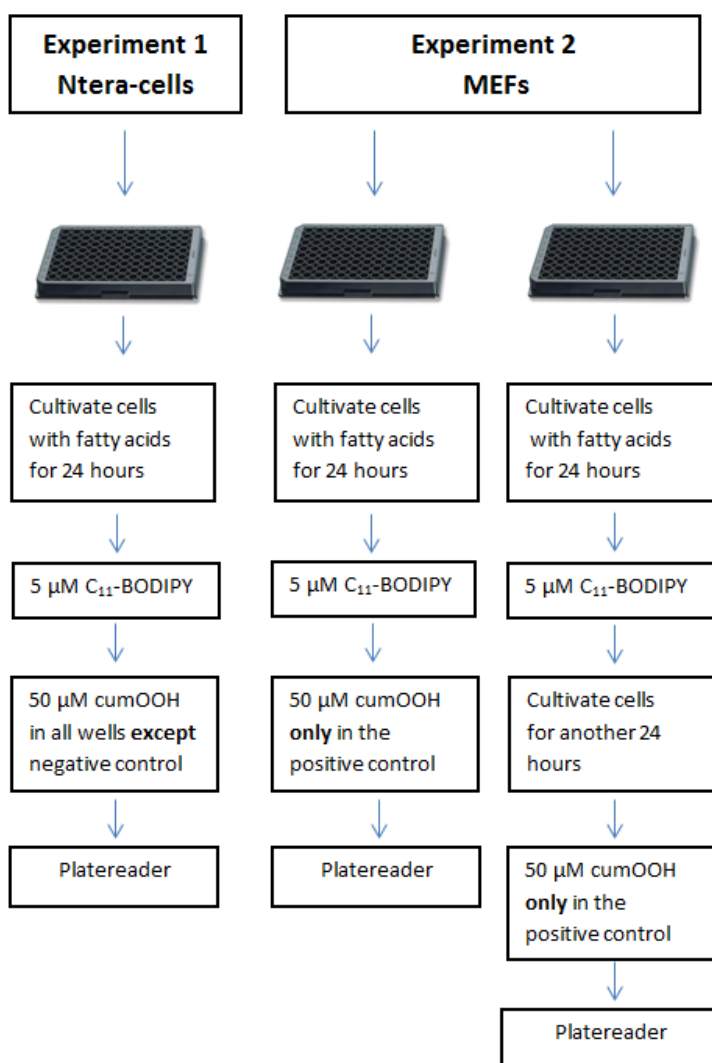 Experiment 1
Ntera-cells
Experiment 2
MEFs
Cultivate cells
with fatty acids
for 24 hours
5 µM C₁₁-BODIPY
50 µM cumOOH
in all wells except
negative control
Platereader
Cultivate cells
with fatty acids
for 24 hours
5 µM C₁₁-BODIPY
50 µM cumOOH
only in the
positive control
Platereader
Cultivate cells
with fatty acids
for 24 hours
5 µM C₁₁-BODIPY
Cultivate cells
for another 24
hours
50 µM cumOOH
only in the
positive control
Platereader